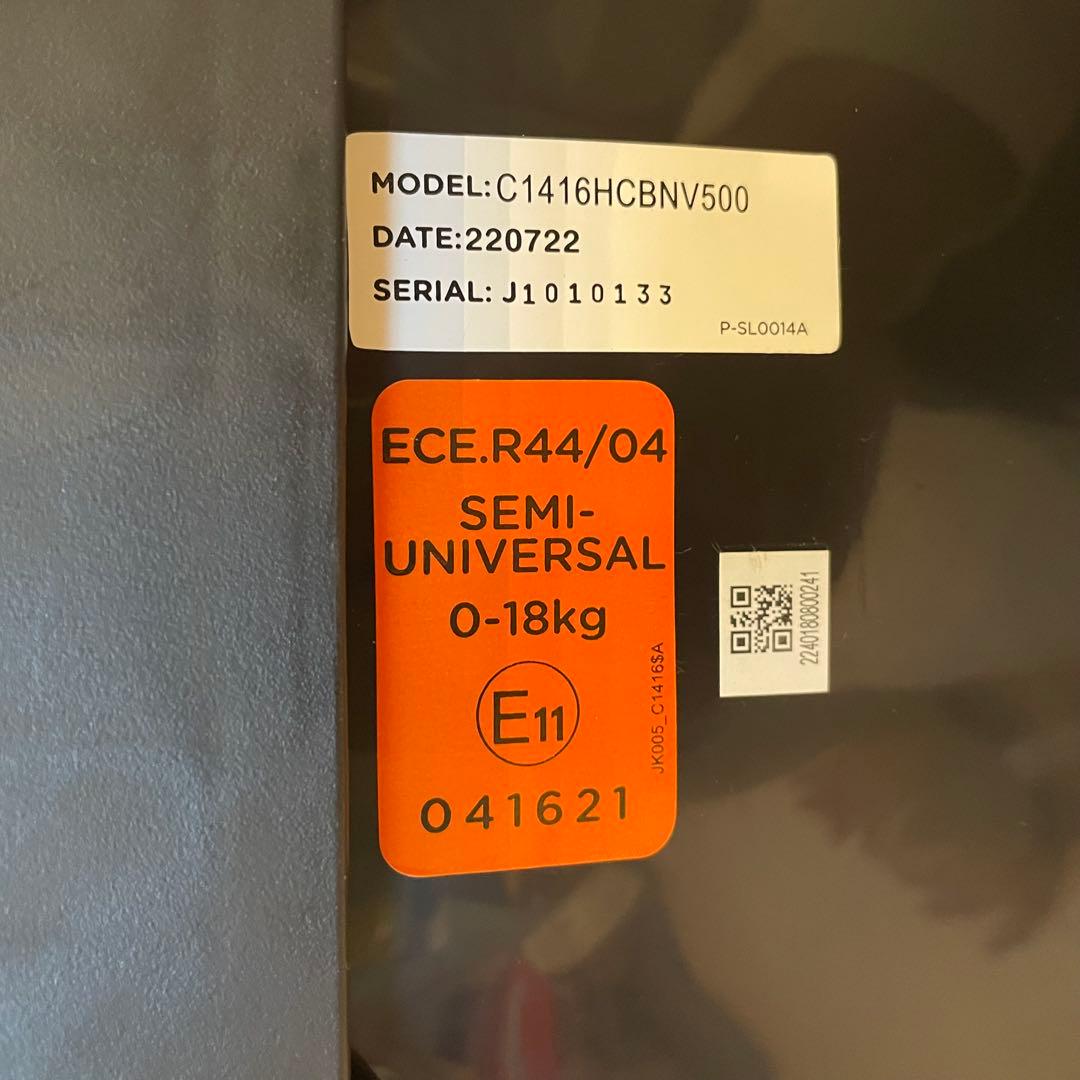 MODEL: C1416HCBNV500
DATE:220722
SERIAL: J1010133
P-SL0014A
ECE.R44/04
SEMI-
UNIVERSAL
0-18kg
E11
JK005_C1416$A
041621
2240180800241